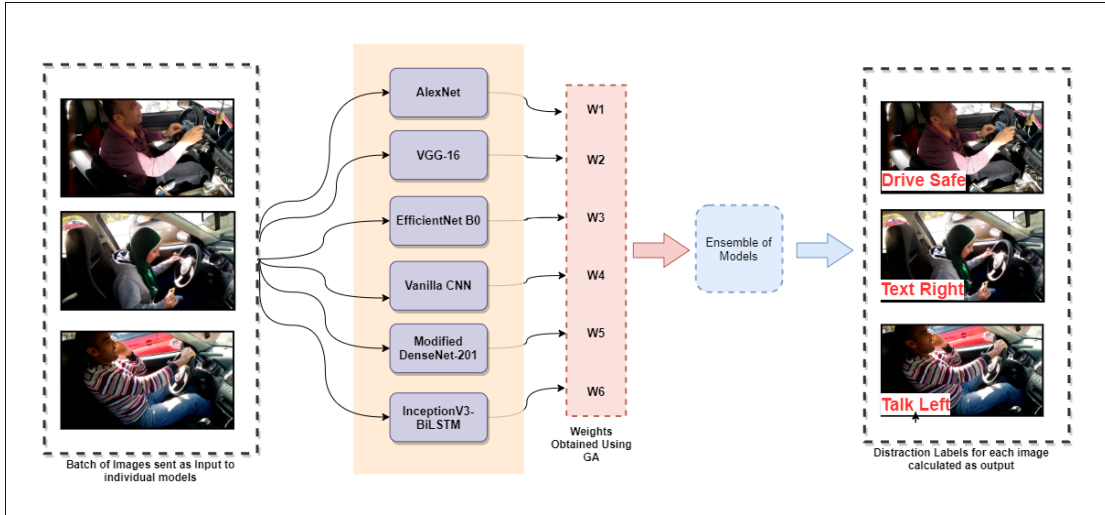 AlexNet
VGG-16
EfficientNet B0
Vanilla CNN
Modified
DenseNet-201
InceptionV3-
BiLSTM
Batch of Images sent as Input to
individual models
W1
W2
W3
W4
W5
W6
Weights
Obtained Using
GA
Ensemble of
Models
Drive Safe
Text Right
Talk Left
Distraction Labels for each image
calculated as output